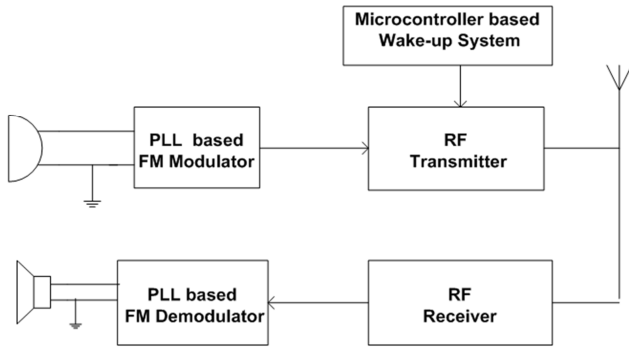 Microcontroller based
Wake-up System
PLL based
FM Modulator
RF
Transmitter
PLL based
FM Demodulator
RF
Receiver